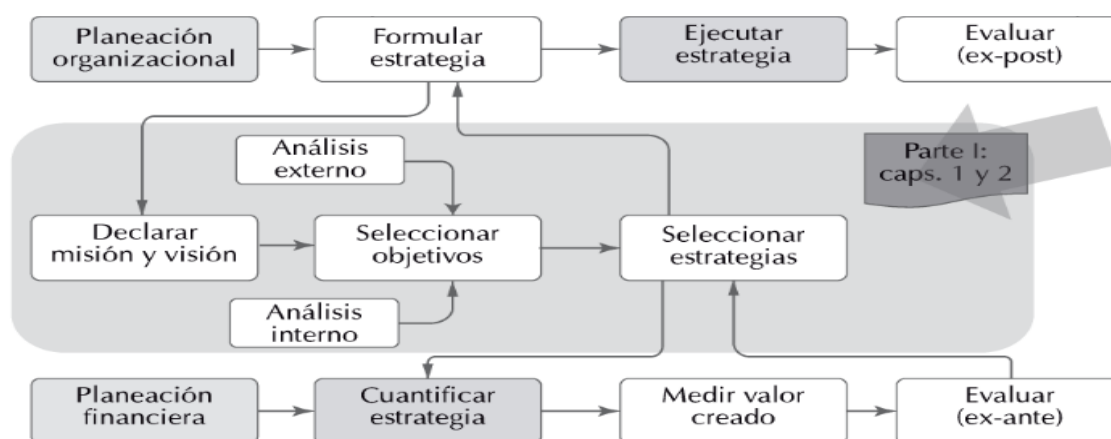 Planeación
organizacional
Formular
estrategia
Ejecutar
estrategia
Evaluar
(ex-post)
Análisis
externo
Parte I:
caps. 1 y 2
Declarar
misión y visión
Seleccionar
objetivos
Seleccionar
estrategias
Análisis
interno
Planeación
financiera
Cuantificar
estrategia
Medir valor
creado
Evaluar
(ex-ante)